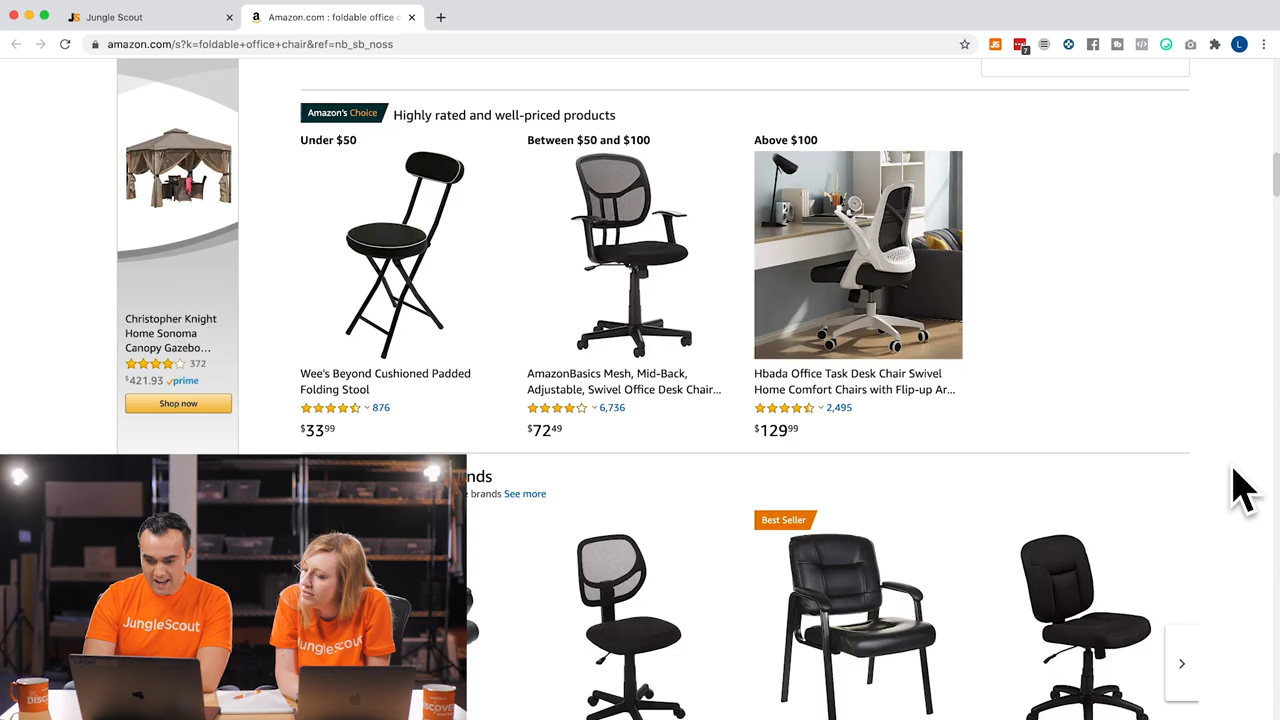 Jungle Scout
Amazon.com : foldable office c
amazon.com/s?k=foldable+office+chair&ref=nb_sb_noss
7
L
Amazon's Choice
Highly rated and well-priced products
Under $50
Between $50 and $100
Above $100
Christopher Knight
Home Sonoma
Canopy Gazebo…
372
$421.93 prime
Shop now
Wee's Beyond Cushioned Padded
Folding Stool
876
$33 99
AmazonBasics Mesh, Mid-Back,
Adjustable, Swivel Office Desk Chair…
6,736
$72 49
Hbada Office Task Desk Chair Swivel
Home Comfort Chairs with Flip-up Ar…
2,495
$129 99
nds
brands See more
Best Seller
JungleScout
JungleScout
DISCO
DISCOVER